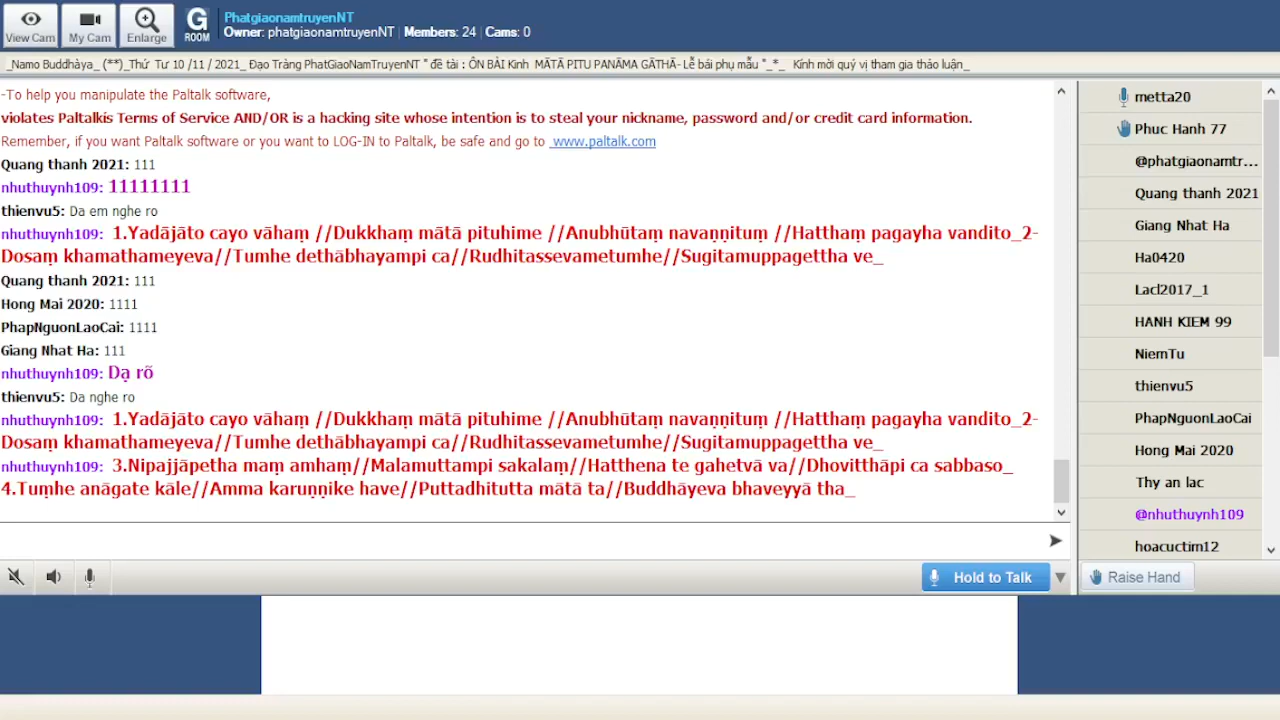 View Cam
My Cam
Enlarge
G
ROOM
PhatgiaonamtruyenNT
Owner: phatgiaonamtruyenNT | Members: 24 | Cams: 0
_Namo Buddhàya_ (**)_Thứ Tư 10 /11 / 2021_ Đạo Tràng PhatGiaoNamTruyenNT " đề tài : ÔN BÀI Kinh MĀTĀ PITU PANĀMA GĀTHĀ- Lễ bái phụ mẫu "_*_ Kính mời quý vị tham gia thảo luận_
-To help you manipulate the Paltalk software,
violates Paltalkis Terms of Service AND/OR is a hacking site whose intention is to steal your nickname, password and/or credit card information.
Remember, if you want Paltalk software or you want to LOG-IN to Paltalk, be safe and go to www.paltalk.com
Quang thanh 2021: 111
nhuthuynh109: 11111111
thienvu5: Da em nghe ro
nhuthuynh109: 1.Yadājāto cayo vāhaṃ //Dukkhaṃ mātā pituhime //Anubhūtaṃ navaṇṇituṃ //Hatthaṃ pagayha vandito_2-
Dosaṃ khamathameyeva//Tumhe dethābhayampi ca//Rudhitassevametumhe//Sugitamuppagettha ve_
Quang thanh 2021: 111
Hong Mai 2020: 1111
PhapNguonLaoCai: 1111
Giang Nhat Ha: 111
nhuthuynh109: Dạ rõ
thienvu5: Da nghe ro
nhuthuynh109: 1.Yadājāto cayo vāhaṃ //Dukkhaṃ mātā pituhime //Anubhūtaṃ navaṇṇituṃ //Hatthaṃ pagayha vandito_2-
Dosaṃ khamathameyeva//Tumhe dethābhayampi ca//Rudhitassevametumhe//Sugitamuppagettha ve_
nhuthuynh109: 3.Nipajjāpetha maṃ amhaṃ//Malamuttampi sakalaṃ//Hatthena te gahetvā va//Dhovitthāpi ca sabbaso_
4.Tuṃhe anāgate kāle//Amma karuṇṇike have//Puttadhitutta mātā ta//Buddhāyeva bhaveyyā tha_
Hold to Talk
metta20
Phuc Hanh 77
@phatgiaonamtr...
Quang thanh 2021
Giang Nhat Ha
Ha0420
Lacl2017_1
HANH KIEM 99
NiemTu
thienvu5
PhapNguonLaoCai
Hong Mai 2020
Thy an lac
@nhuthuynh109
hoacuctim12
Raise Hand